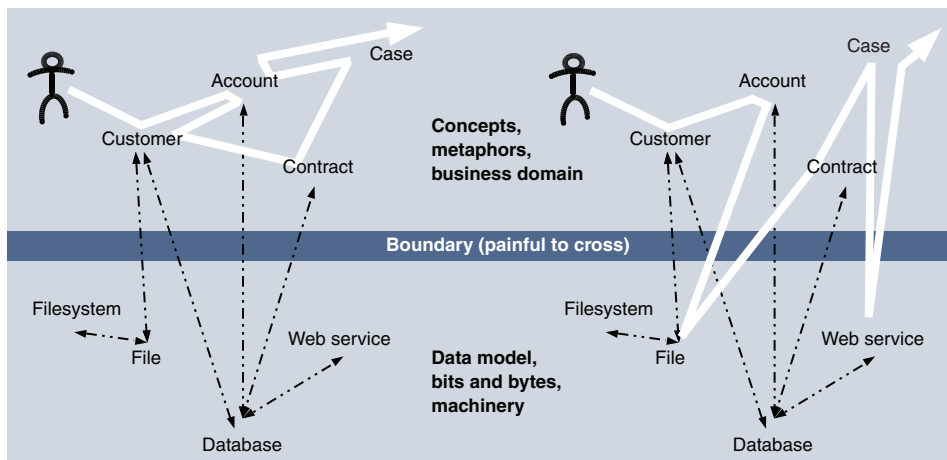 Case
Account
Customer
Contract
Concepts,
metaphors,
business domain
Case
Account
Customer
Contract
Boundary (painful to cross)
Filesystem
File
Web service
Database
Data model,
bits and bytes,
machinery
Filesystem
File
Web service
Database